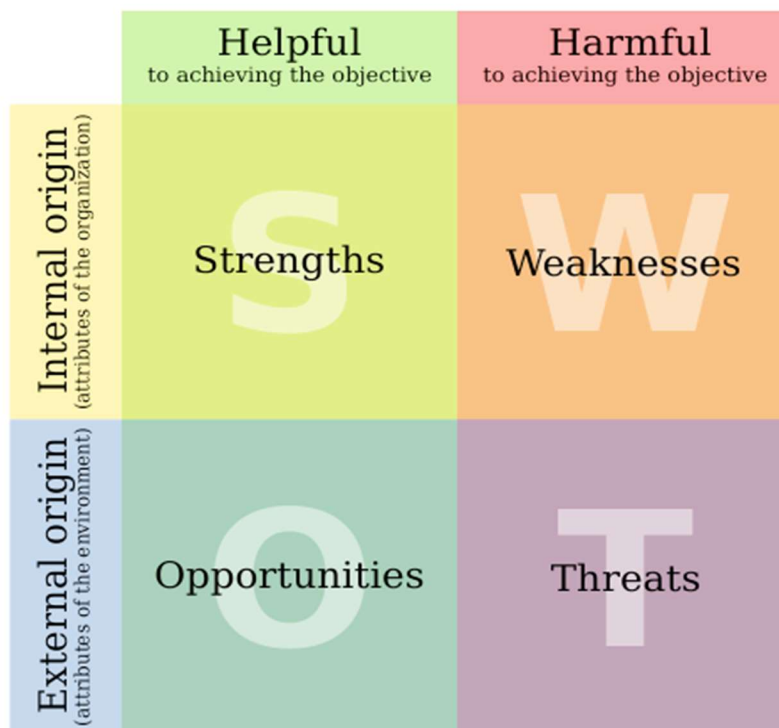 Helpful
to achieving the objective
Harmful
to achieving the objective
Internal origin
(attributes of the organization)
S
Strengths
W
Weaknesses
External origin
(attributes of the environment)
O
Opportunities
T
Threats